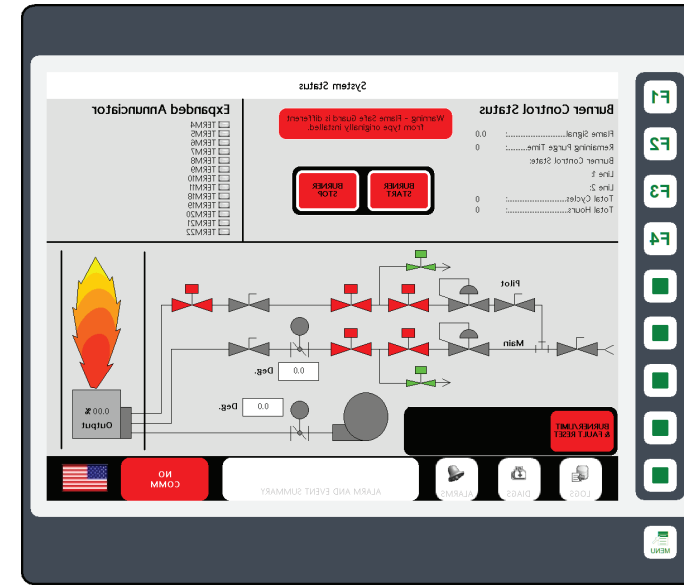 System Status
Burner Control Status
Flame Signal.....................: 0.0
Remaining Purge Time.......: 0
Burner Control State:
Line 1:
Line 2:
Total Cycles.....................: 0
Total Hours......................: 0
Warning - Flame Safe Guard is different
from type originally installed.
BURNER
START
BURNER
STOP
Expanded Annunciator
TERM4
TERM5
TERM6
TERM7
TERM8
TERM9
TERM10
TERM11
TERM18
TERM19
TERM20
TERM21
TERM22
F1
F2
F3
F4
Pilot
Main
0.0 Deg.
0.0 Deg.
0.00 %
Output
BURNER/LIMIT
& FAULT RESET
LOGS
DIAGS
ALARMS
ALARM AND EVENT SUMMARY
NO
COMM
MENU